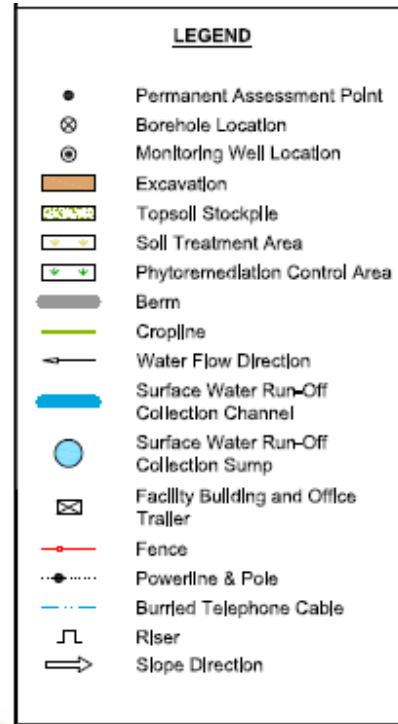 LEGEND
Permanent Assessment Point
Borehole Location
Monitoring Well Location
Excavation
Topsoil Stockpile
Soil Treatment Area
Phytoremediation Control Area
Berm
Cropline
Water Flow Direction
Surface Water Run-Off
Collection Channel
Surface Water Run-Off
Collection Sump
Facility Building and Office
Trailer
Fence
Powerline & Pole
Burried Telephone Cable
Riser
Slope Direction